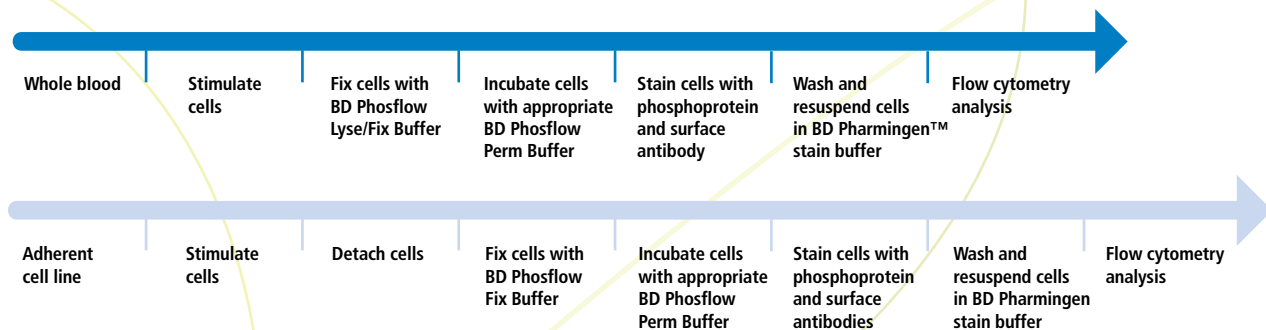 Whole blood
Stimulate
cells
Fix cells with
BD Phosflow
Lyse/Fix Buffer
Incubate cells
with appropriate
BD Phosflow
Perm Buffer
Stain cells with
phosphoprotein
and surface
antibody
Wash and
resuspend cells
in BD Pharmingen™
stain buffer
Flow cytometry
analysis
Adherent
cell line
Stimulate
cells
Detach cells
Fix cells with
BD Phosflow
Fix Buffer
Incubate cells
with appropriate
BD Phosflow
Perm Buffer
Stain cells with
phosphoprotein
and surface
antibodies
Wash and
resuspend cells
in BD Pharmingen
stain buffer
Flow cytometry
analysis